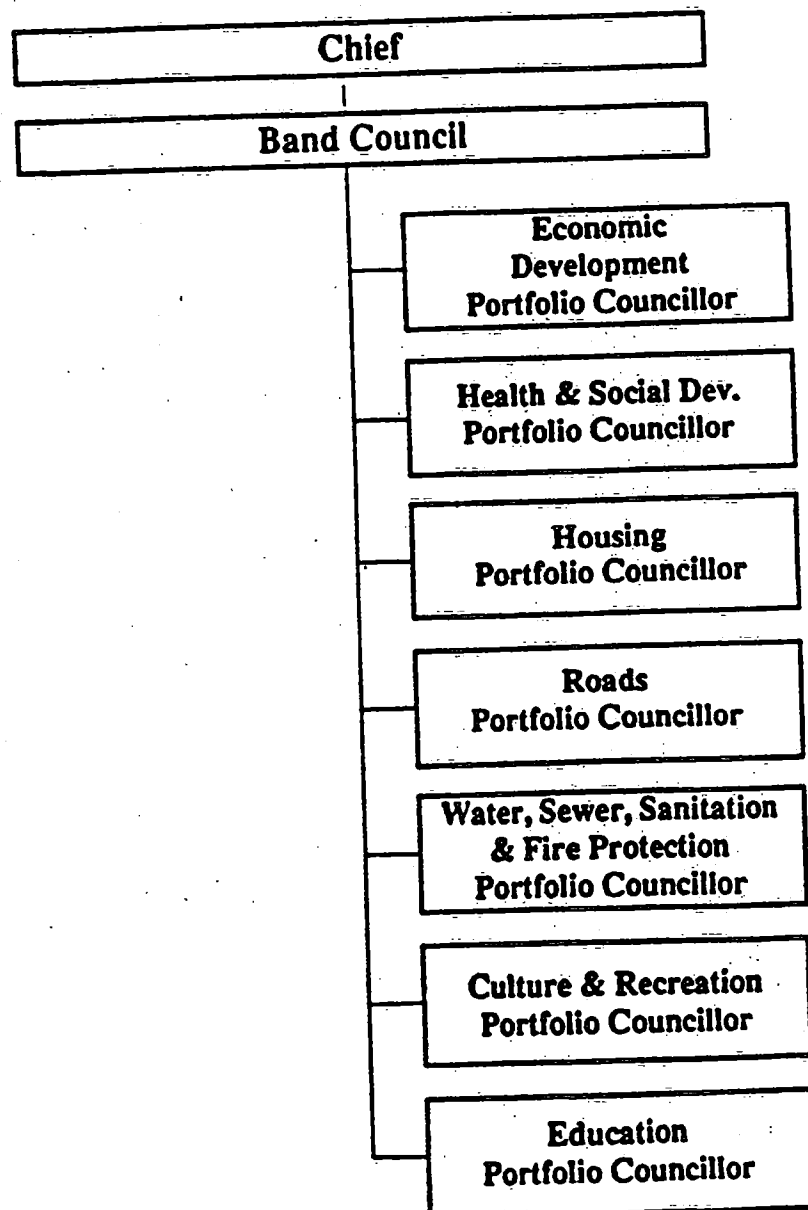 Chief
Band Council
Economic
Development
Portfolio Councillor
Health & Social Dev.
Portfolio Councillor
Housing
Portfolio Councillor
Roads
Portfolio Councillor
Water, Sewer, Sanitation
& Fire Protection
Portfolio Councillor
Culture & Recreation
Portfolio Councillor
Education
Portfolio Councillor